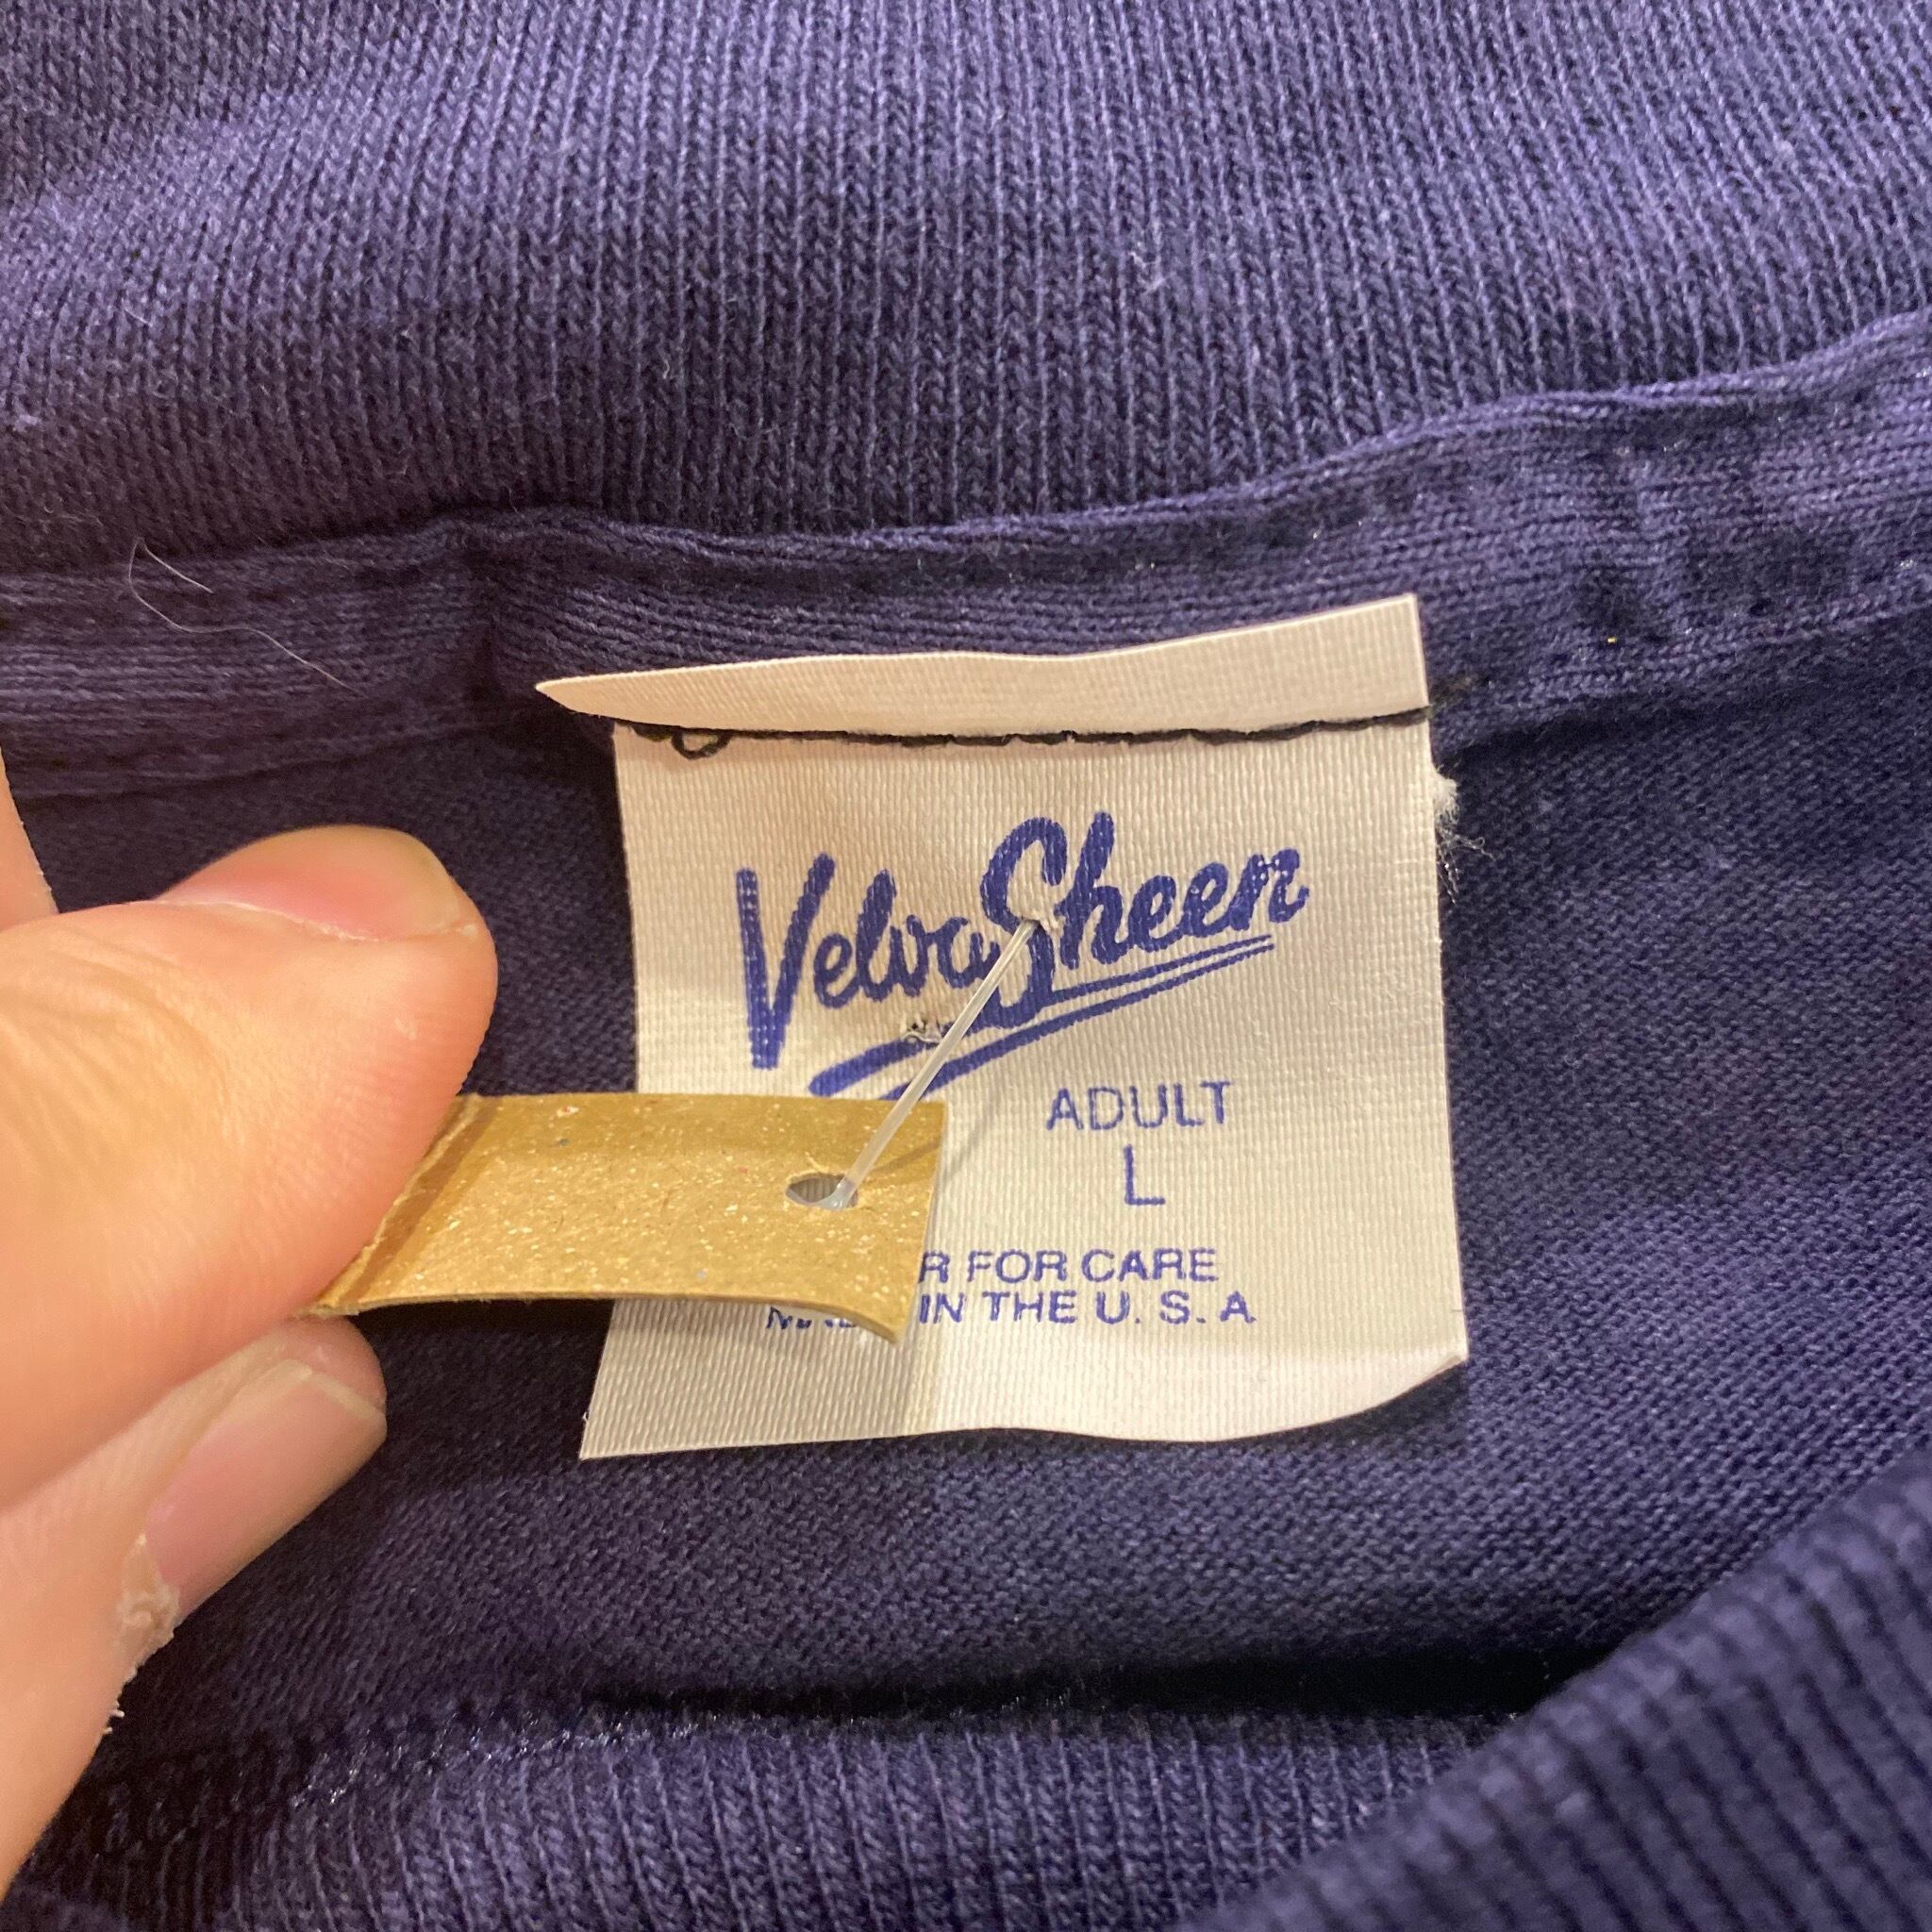 VelvaSheen
ADULT
L
R FOR CARE
IN THE U. S. A